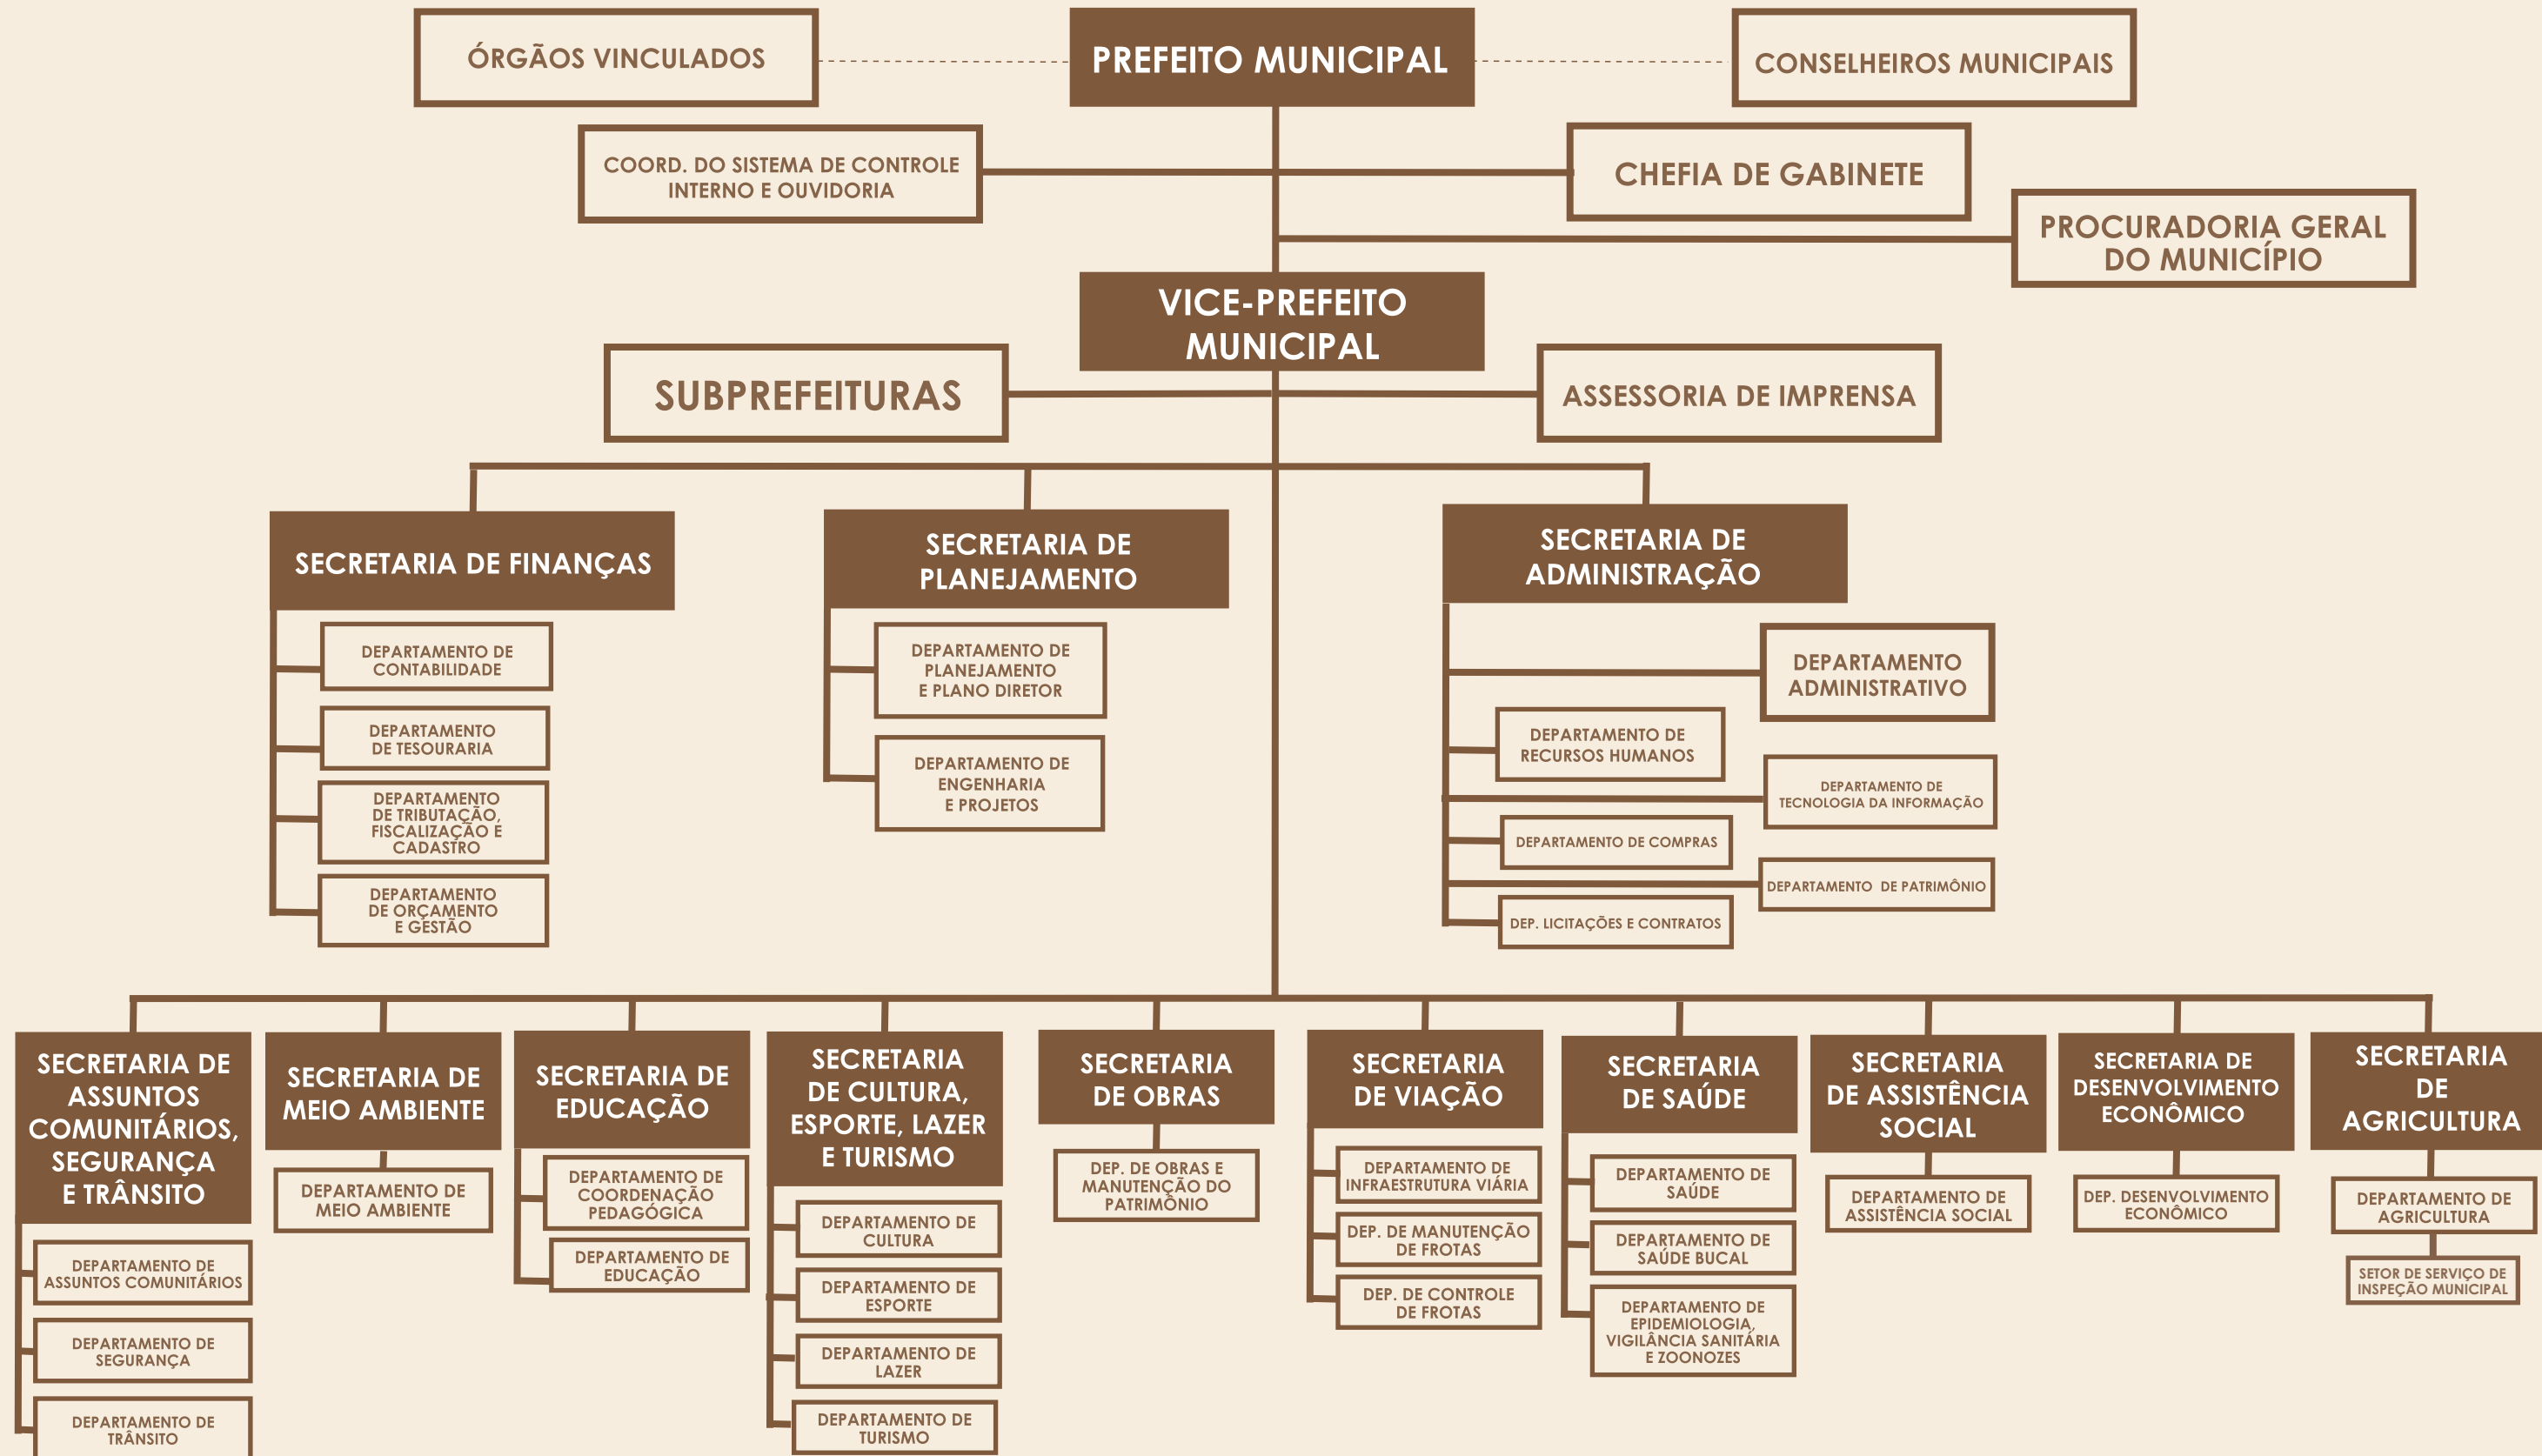 ÓRGÃOS VINCULADOS
PREFEITO MUNICIPAL
CONSELHEIROS MUNICIPAIS
COORD. DO SISTEMA DE CONTROLE
INTERNO E OUVIDORIA
CHEFIA DE GABINETE
PROCURADORIA GERAL
DO MUNICÍPIO
VICE-PREFEITO
MUNICIPAL
SUBPREFEITURAS
ASSESSORIA DE IMPRENSA
SECRETARIA DE FINANÇAS
DEPARTAMENTO DE
CONTABILIDADE
DEPARTAMENTO
DE TESOURARIA
DEPARTAMENTO
DE TRIBUTAÇÃO,
FISCALIZAÇÃO E
CADASTRO
DEPARTAMENTO
DE ORÇAMENTO
E GESTÃO
SECRETARIA DE
PLANEJAMENTO
DEPARTAMENTO DE
PLANEJAMENTO
E PLANO DIRETOR
DEPARTAMENTO DE
ENGENHARIA
E PROJETOS
SECRETARIA DE
ADMINISTRAÇÃO
DEPARTAMENTO
ADMINISTRATIVO
DEPARTAMENTO DE
RECURSOS HUMANOS
DEPARTAMENTO DE
TECNOLOGIA DA INFORMAÇÃO
DEPARTAMENTO DE COMPRAS
DEPARTAMENTO DE PATRIMÔNIO
DEP. LICITAÇÕES E CONTRATOS
SECRETARIA DE
ASSUNTOS
COMUNITÁRIOS,
SEGURANÇA
E TRÂNSITO
DEPARTAMENTO DE
ASSUNTOS COMUNITÁRIOS
DEPARTAMENTO DE
SEGURANÇA
DEPARTAMENTO DE
TRÂNSITO
SECRETARIA DE
MEIO AMBIENTE
DEPARTAMENTO DE
MEIO AMBIENTE
SECRETARIA DE
EDUCAÇÃO
DEPARTAMENTO DE
COORDENAÇÃO
PEDAGÓGICA
DEPARTAMENTO DE
EDUCAÇÃO
SECRETARIA
DE CULTURA,
ESPORTE, LAZER
E TURISMO
DEPARTAMENTO DE
CULTURA
DEPARTAMENTO DE
ESPORTE
DEPARTAMENTO DE
LAZER
DEPARTAMENTO DE
TURISMO
SECRETARIA
DE OBRAS
DEP. DE OBRAS E
MANUTENÇÃO DO
PATRIMÔNIO
SECRETARIA
DE VIAÇÃO
DEPARTAMENTO DE
INFRAESTRUTURA VIÁRIA
DEP. DE MANUTENÇÃO
DE FROTAS
DEP. DE CONTROLE
DE FROTAS
SECRETARIA
DE SAÚDE
DEPARTAMENTO DE
SAÚDE
DEPARTAMENTO DE
SAÚDE BUCAL
DEPARTAMENTO DE
EPIDEMIOLOGIA,
VIGILÂNCIA SANITÁRIA
E ZOONOZES
SECRETARIA
DE ASSISTÊNCIA
SOCIAL
DEPARTAMENTO DE
ASSISTÊNCIA SOCIAL
SECRETARIA DE
DESENVOLVIMENTO
ECONÔMICO
DEP. DESENVOLVIMENTO
ECONÔMICO
SECRETARIA
DE
AGRICULTURA
DEPARTAMENTO DE
AGRICULTURA
SETOR DE SERVIÇO DE
INSPEÇÃO MUNICIPAL